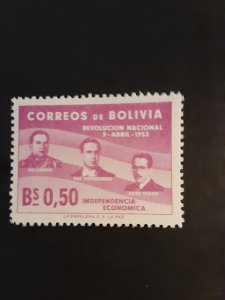 CORREOS DE BOLIVIA
REVOLUCION NACIONAL
9 - ABRIL - 1952
VILLARROEL
PAZ ESTENSSORO
SILES ZUAZO
Bs 0,50
INDEPENDENCIA
ECONOMICA
LA PAPELERA S. A. LA PAZ